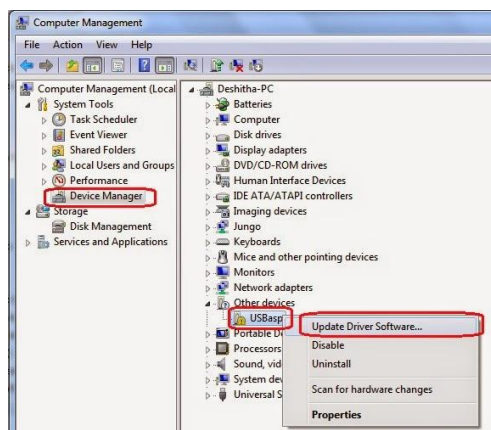 Computer Management
File Action View Help
Computer Management (Local
System Tools
Task Scheduler
Event Viewer
Shared Folders
Local Users and Groups
Performance
Device Manager
Storage
Disk Management
Services and Applications
Deshitha-PC
Batteries
Computer
Disk drives
Display adapters
DVD/CD-ROM drives
Human Interface Devices
IDE ATA/ATAPI controllers
Imaging devices
Jungo
Keyboards
Mice and other pointing devices
Monitors
Network adapters
Other devices
USBasp
Portable De
Processors
Sound, vid
System dev
Universal S
Update Driver Software...
Disable
Uninstall
Scan for hardware changes
Properties